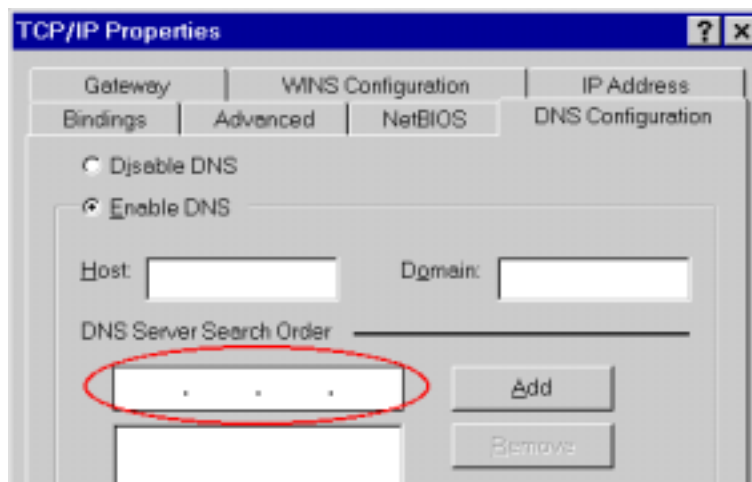 TCP/IP Properties
Gateway WINS Configuration IP Address
Bindings Advanced NetBIOS DNS Configuration
Disable DNS
Enable DNS
Host: Domain:
DNS Server Search Order
. . . Add
Remove